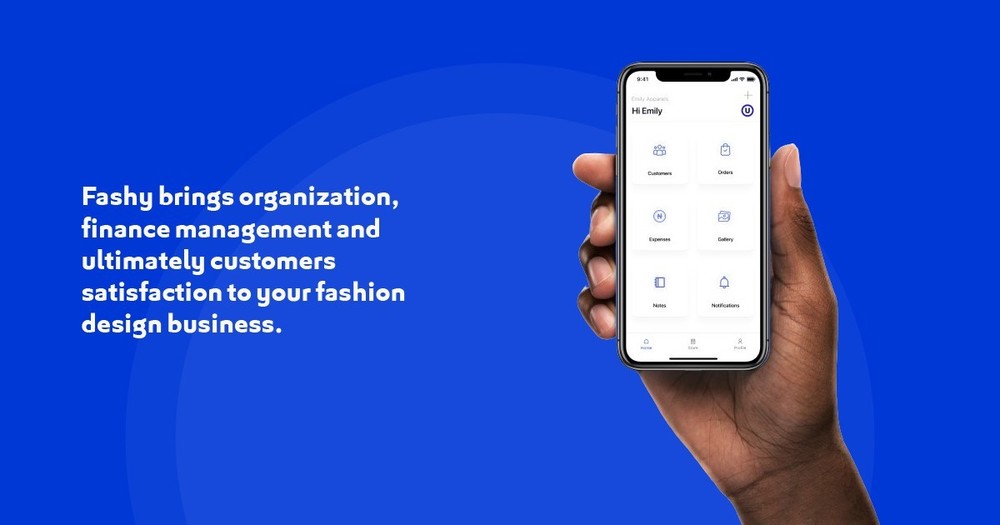 Fashy brings organization,
finance management and
ultimately customers
satisfaction to your fashion
design business.
9:41
Emily Apparels
Hi Emily
U
Customers
Orders
Expenses
Gallery
Notes
Notifications
Home
Profile